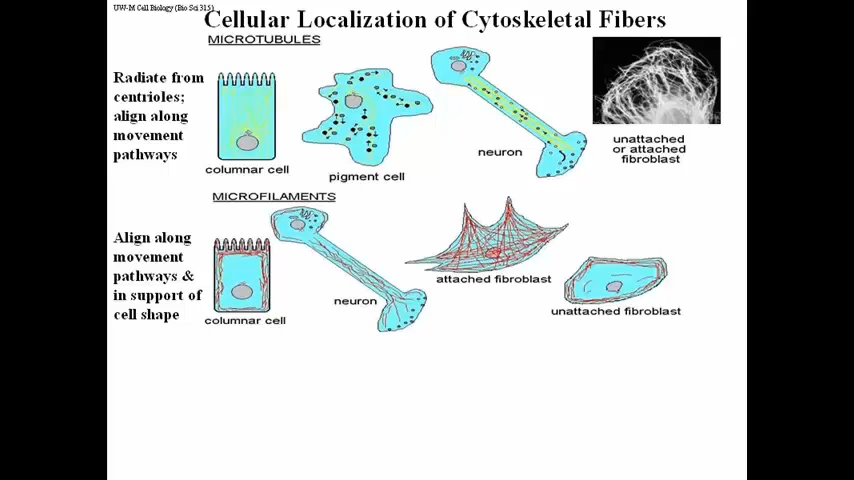 UW-M Cell Biology (Bio Sci 315)
Cellular Localization of Cytoskeletal Fibers
MICROTUBULES
Radiate from
centrioles;
align along
movement
pathways
columnar cell
pigment cell
neuron
unattached
or attached
fibroblast
MICROFILAMENTS
Align along
movement
pathways &
in support of
cell shape
columnar cell
neuron
attached fibroblast
unattached fibroblast